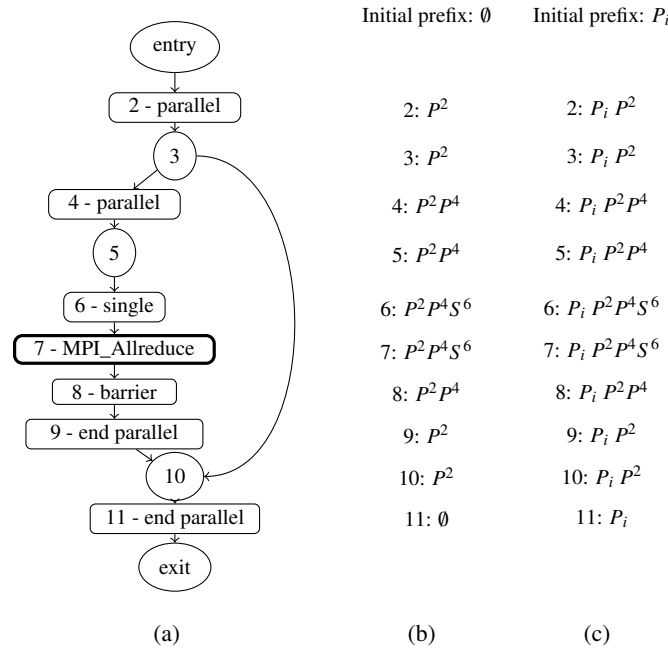 Initial prefix: ∅ Initial prefix: P_i
entry
2 - parallel 2: P^2 2: P_i P^2
3 3: P^2 3: P_i P^2
4 - parallel 4: P^2P^4 4: P_i P^2P^4
5 5: P^2P^4 5: P_i P^2P^4
6 - single 6: P^2P^4S^6 6: P_i P^2P^4S^6
7 - MPI_Allreduce 7: P^2P^4S^6 7: P_i P^2P^4S^6
8 - barrier 8: P^2P^4 8: P_i P^2P^4
9 - end parallel 9: P^2 9: P_i P^2
10 10: P^2 10: P_i P^2
11 - end parallel 11: ∅ 11: P_i
exit
(a) (b) (c)